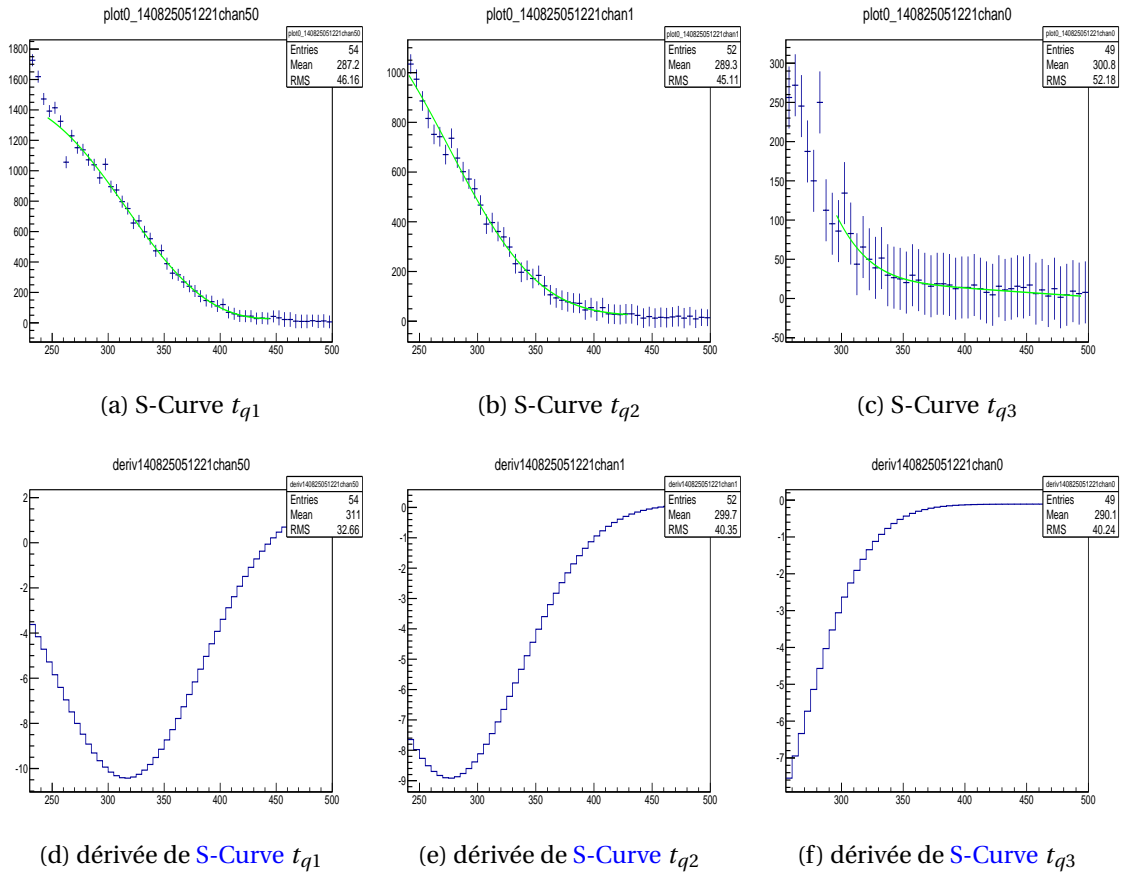 plot0_140825051221chan50
plot0_140825051221chan50
Entries 54
Mean 287.2
RMS 46.16
1800
1600
1400
1200
1000
800
600
400
200
0
250 300 350 400 450 500
(a) S-Curve tq1
plot0_140825051221chan1
plot0_140825051221chan1
Entries 52
Mean 289.3
RMS 45.11
1000
800
600
400
200
0
250 300 350 400 450 500
(b) S-Curve tq2
plot0_140825051221chan0
plot0_140825051221chan0
Entries 49
Mean 300.8
RMS 52.18
300
250
200
150
100
50
0
-50
300 350 400 450 500
(c) S-Curve tq3
deriv140825051221chan50
deriv140825051221chan50
Entries 54
Mean 311
RMS 32.66
2
0
-2
-4
-6
-8
-10
250 300 350 400 450 500
(d) dérivée de S-Curve tq1
deriv140825051221chan1
deriv140825051221chan1
Entries 52
Mean 299.7
RMS 40.35
0
-1
-2
-3
-4
-5
-6
-7
-8
-9
250 300 350 400 450 500
(e) dérivée de S-Curve tq2
deriv140825051221chan0
deriv140825051221chan0
Entries 49
Mean 290.1
RMS 40.24
0
-1
-2
-3
-4
-5
-6
-7
300 350 400 450 500
(f) dérivée de S-Curve tq3